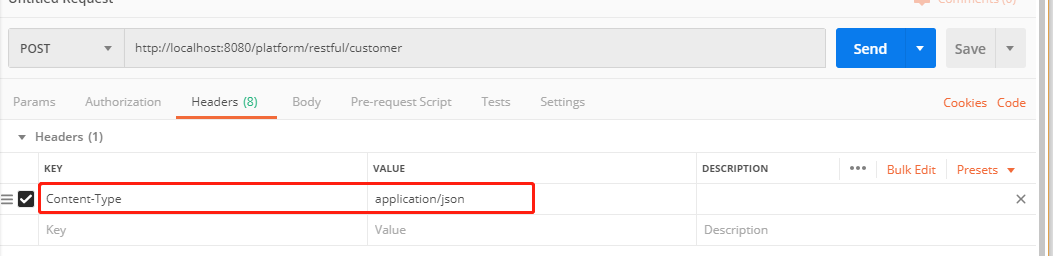 Untitled Request
Comments (0)
POST http://localhost:8080/platform/restful/customer Send Save
Params Authorization Headers (8) Body Pre-request Script Tests Settings Cookies Code
Headers (1)
KEY VALUE DESCRIPTION ••• Bulk Edit Presets
Content-Type application/json
Key Value Description